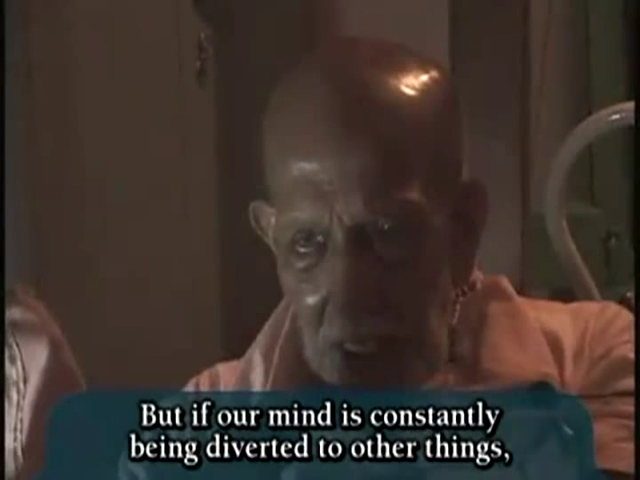 But if our mind is constantly
being diverted to other things,